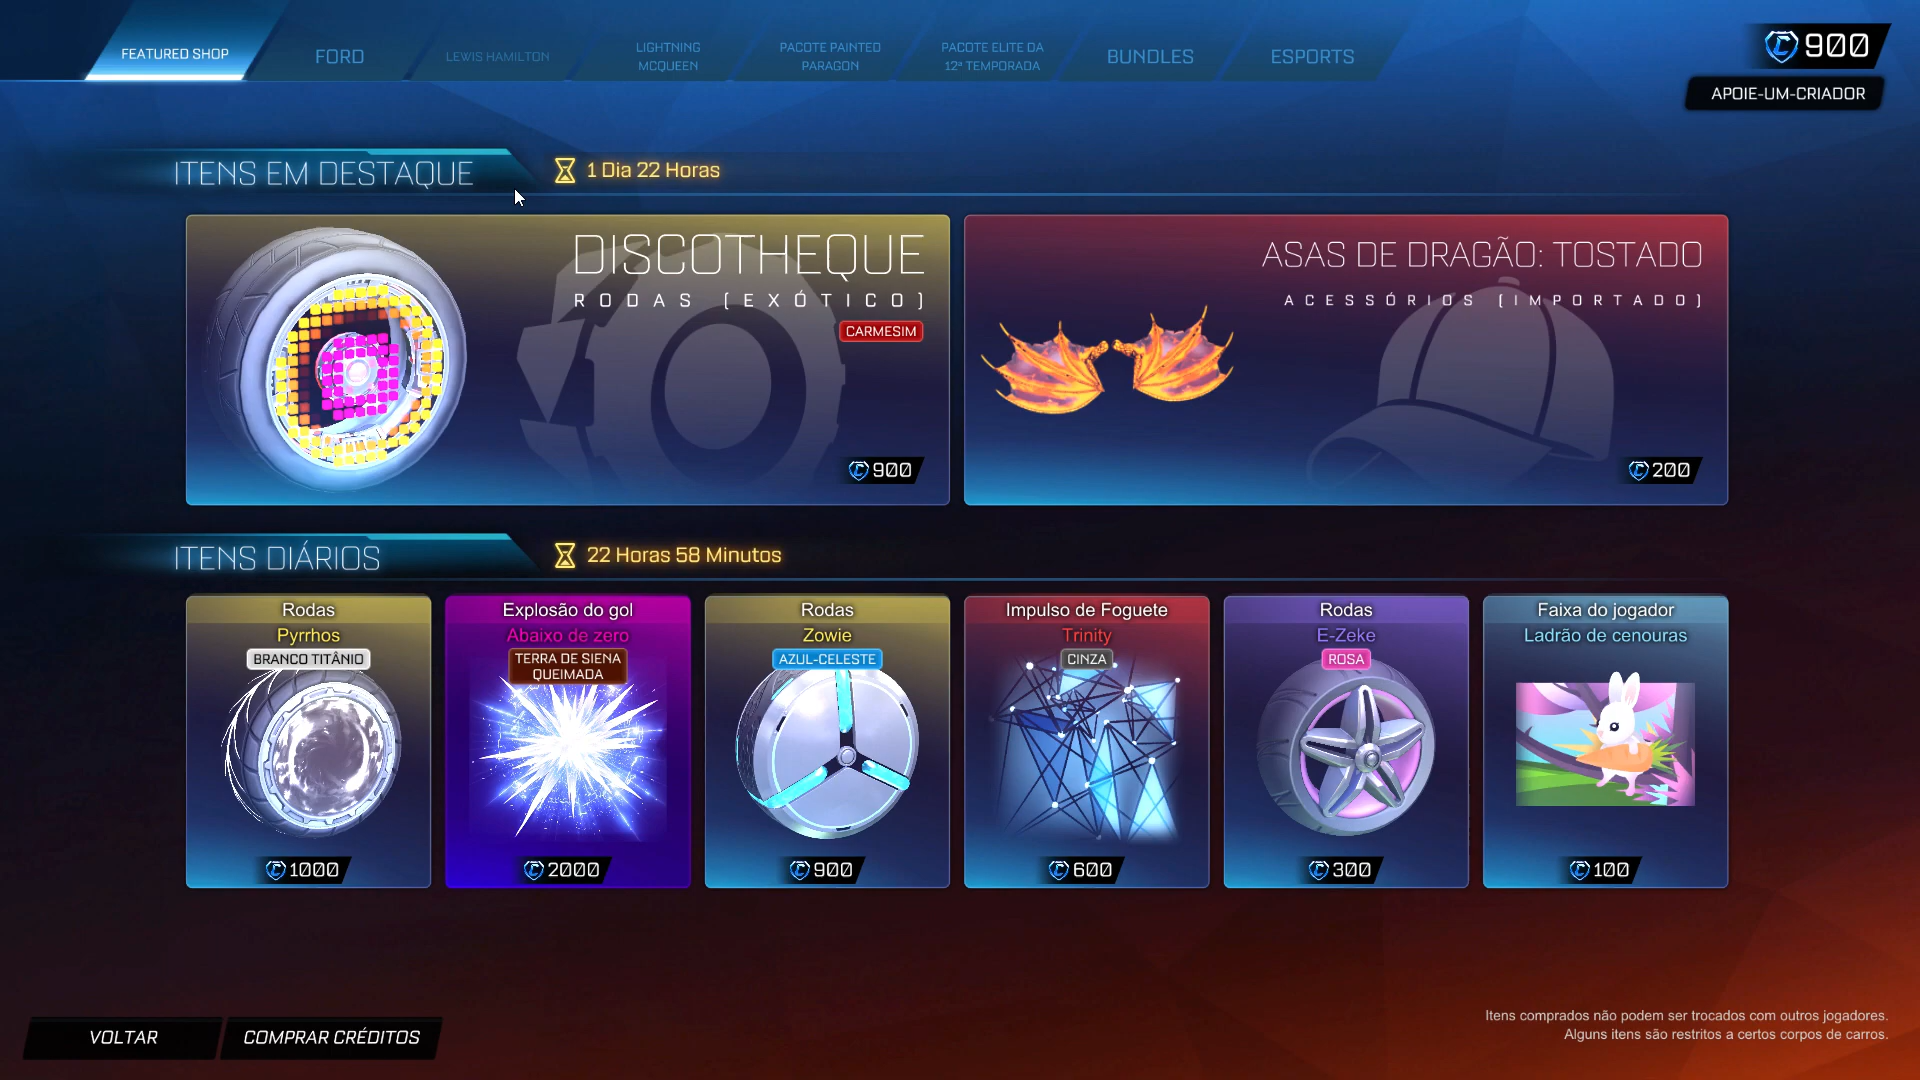 FEATURED SHOP
FORD
LEWIS HAMILTON
LIGHTNING
MCQUEEN
PACOTE PAINTED
PARAGON
PACOTE ELITE DA
12ª TEMPORADA
BUNDLES
ESPORTS
900
APOIE-UM-CRIADOR
ITENS EM DESTAQUE
1 Dia 22 Horas
DISCOTHEQUE
RODAS [EXÓTICO]
CARMESIM
900
ASAS DE DRAGÃO: TOSTADO
ACESSÓRIOS [IMPORTADO]
200
ITENS DIÁRIOS
22 Horas 58 Minutos
Rodas
Pyrrhos
BRANCO TITÂNIO
1000
Explosão do gol
Abaixo de zero
TERRA DE SIENA
QUEIMADA
2000
Rodas
Zowie
AZUL-CELESTE
900
Impulso de Foguete
Trinity
CINZA
600
Rodas
E-Zeke
ROSA
300
Faixa do jogador
Ladrão de cenouras
100
VOLTAR
COMPRAR CRÉDITOS
Itens comprados não podem ser trocados com outros jogadores.
Alguns itens são restritos a certos corpos de carros.